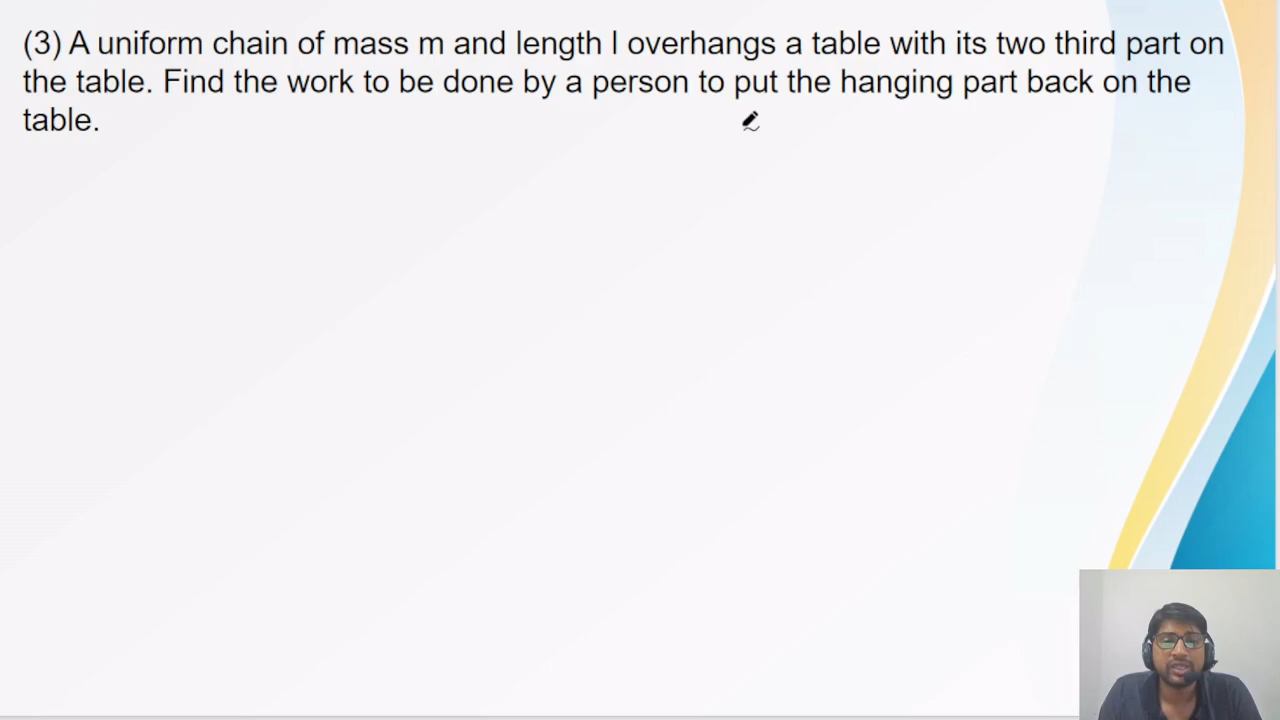 (3) A uniform chain of mass m and length l overhangs a table with its two third part on
the table. Find the work to be done by a person to put the hanging part back on the
table.